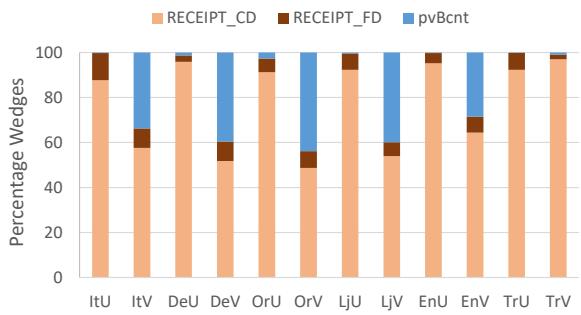 RECEIPT_CD RECEIPT_FD pvBcnt
Percentage Wedges
100
80
60
40
20
0
ItU ItV DeU DeV OrU OrV LjU LjV EnU EnV TrU TrV